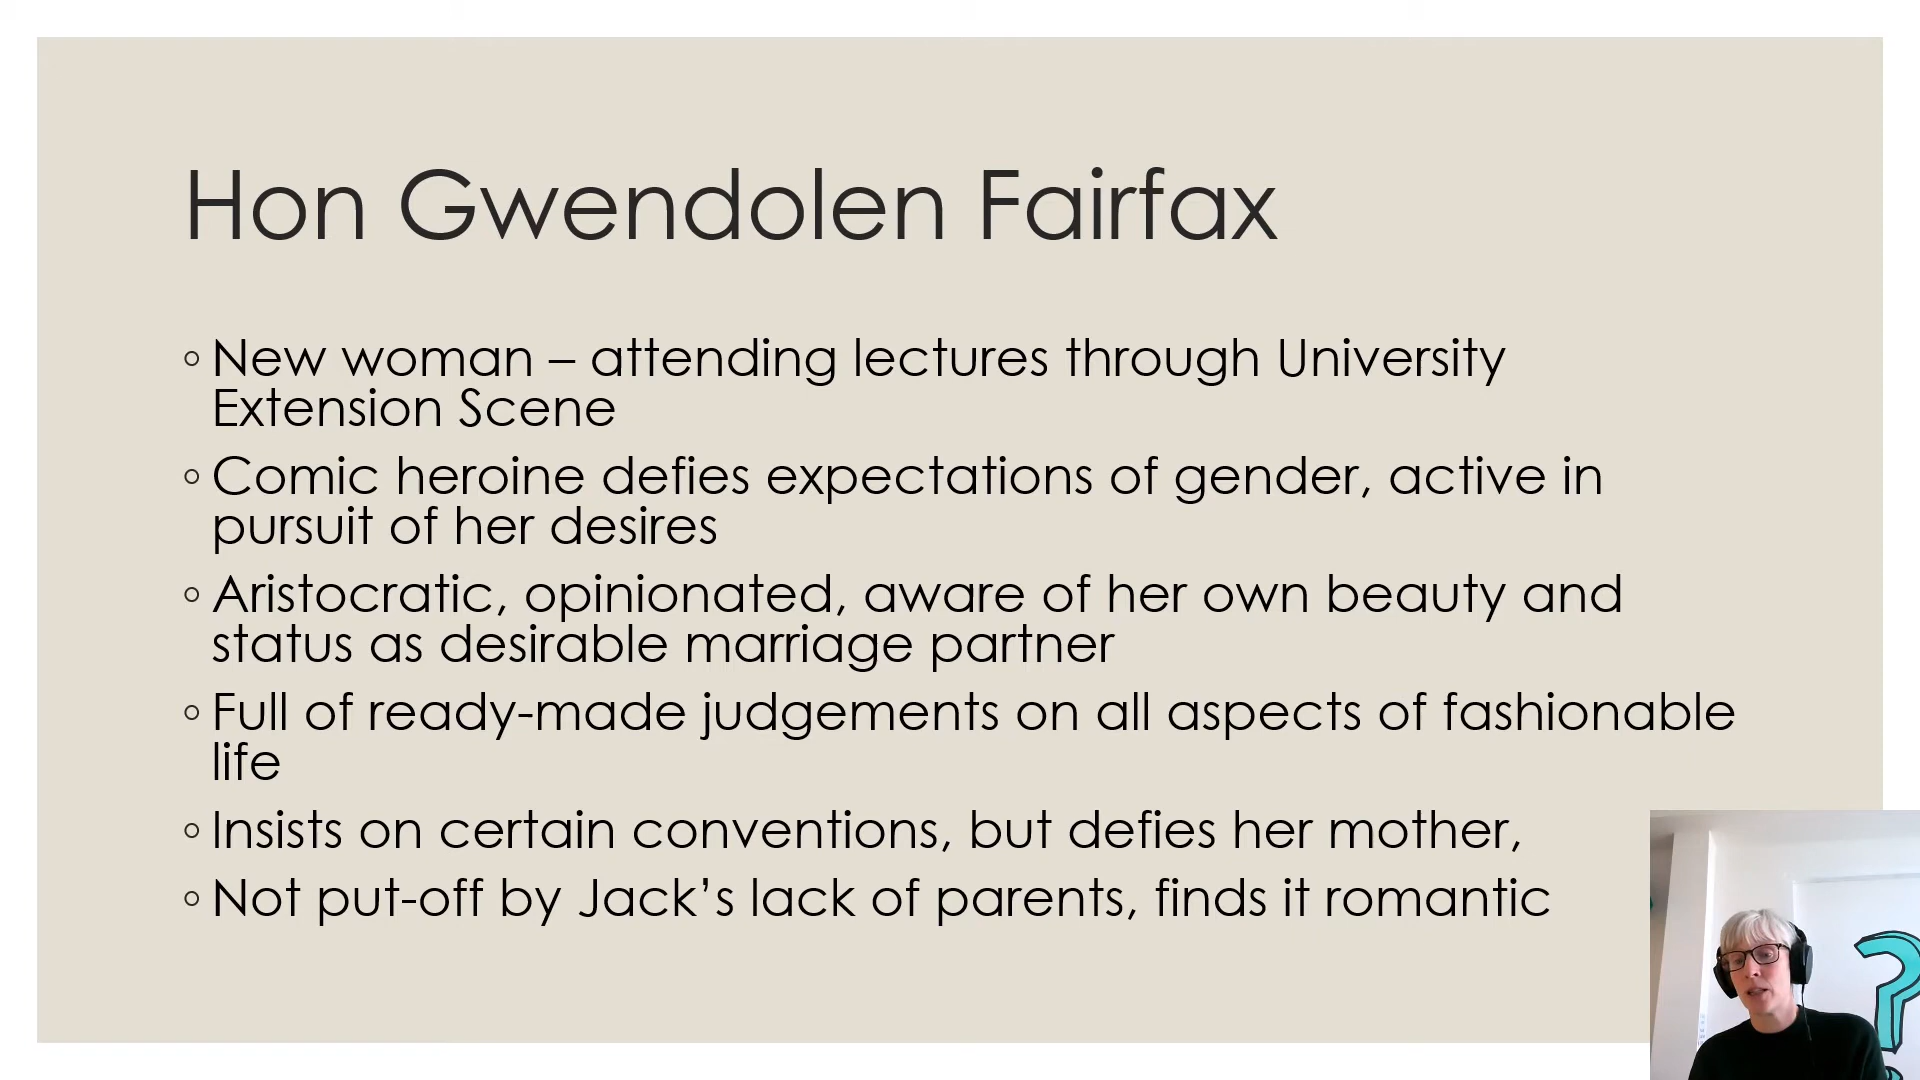 Hon Gwendolen Fairfax
◦ New woman – attending lectures through University
Extension Scene
◦ Comic heroine defies expectations of gender, active in
pursuit of her desires
◦ Aristocratic, opinionated, aware of her own beauty and
status as desirable marriage partner
◦ Full of ready-made judgements on all aspects of fashionable
life
◦ Insists on certain conventions, but defies her mother,
◦ Not put-off by Jack’s lack of parents, finds it romantic
?